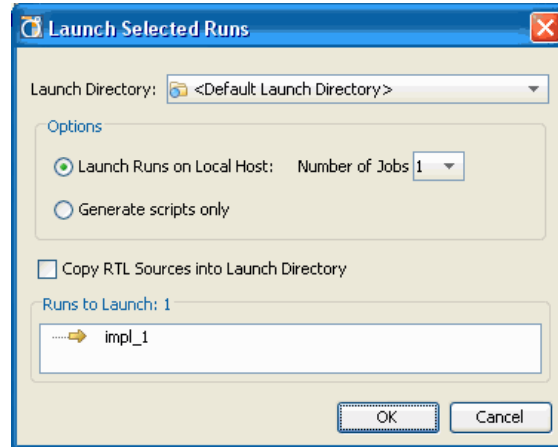 Launch Selected Runs
Launch Directory: <Default Launch Directory>
Options
Launch Runs on Local Host: Number of Jobs 1
Generate scripts only
Copy RTL Sources into Launch Directory
Runs to Launch: 1
impl_1
OK Cancel